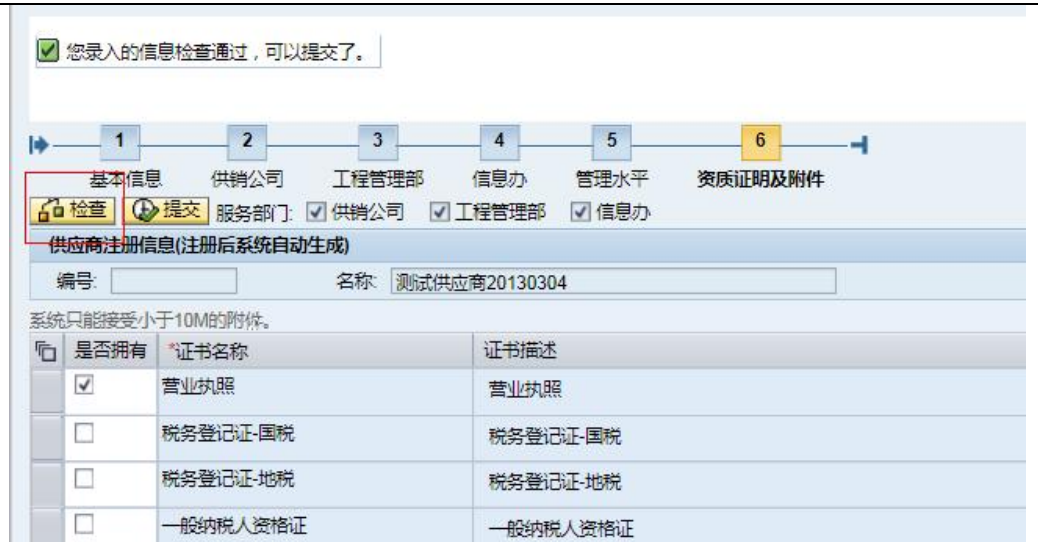 您录入的信息检查通过，可以提交了。
1 2 3 4 5 6
基本信息 供销公司 工程管理部 信息办 管理水平 资质证明及附件
检查 提交 服务部门: 供销公司 工程管理部 信息办
供应商注册信息(注册后系统自动生成)
编号: 名称: 测试供应商20130304
系统只能接受小于10M的附件。
是否拥有 *证书名称 证书描述
营业执照 营业执照
税务登记证-国税 税务登记证-国税
税务登记证-地税 税务登记证-地税
一般纳税人资格证 一般纳税人资格证